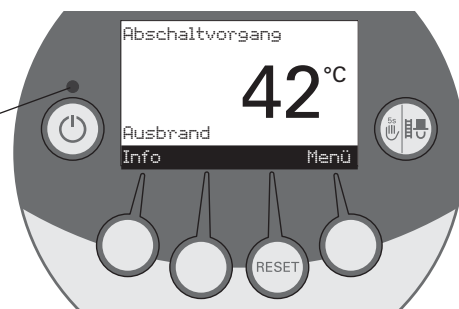 Abschaltvorgang
42°C
Ausbrand
Info Menü
5s
RESET